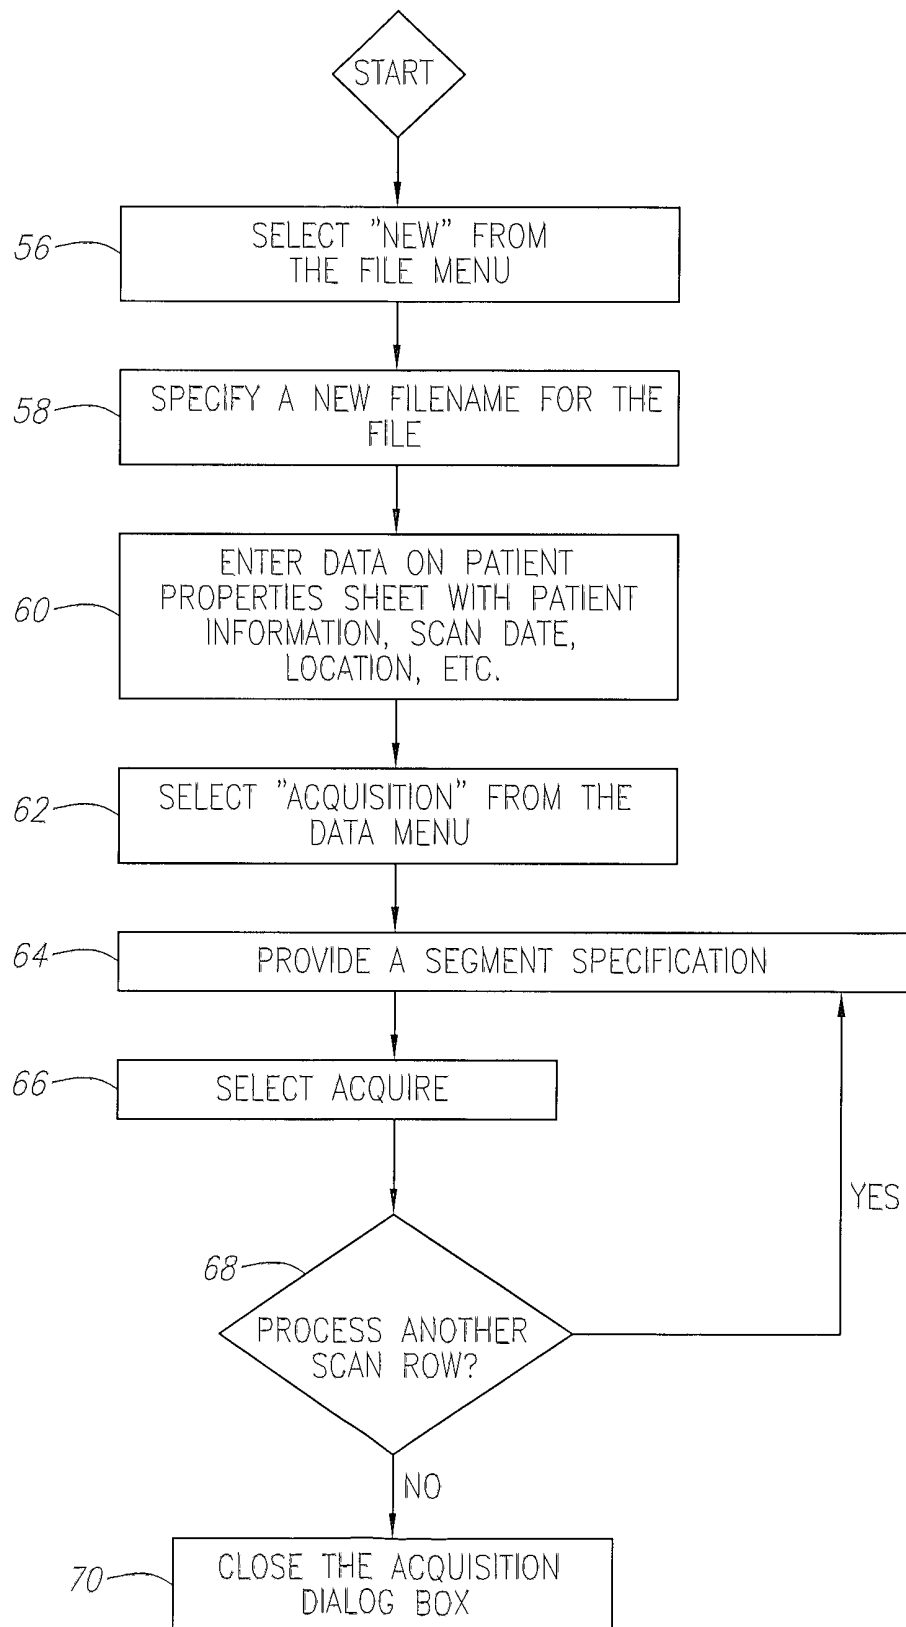 START
56
SELECT "NEW" FROM
THE FILE MENU
58
SPECIFY A NEW FILENAME FOR THE
FILE
60
ENTER DATA ON PATIENT
PROPERTIES SHEET WITH PATIENT
INFORMATION, SCAN DATE,
LOCATION, ETC.
62
SELECT "ACQUISITION" FROM THE
DATA MENU
64
PROVIDE A SEGMENT SPECIFICATION
66
SELECT ACQUIRE
YES
68
PROCESS ANOTHER
SCAN ROW?
NO
70
CLOSE THE ACQUISITION
DIALOG BOX